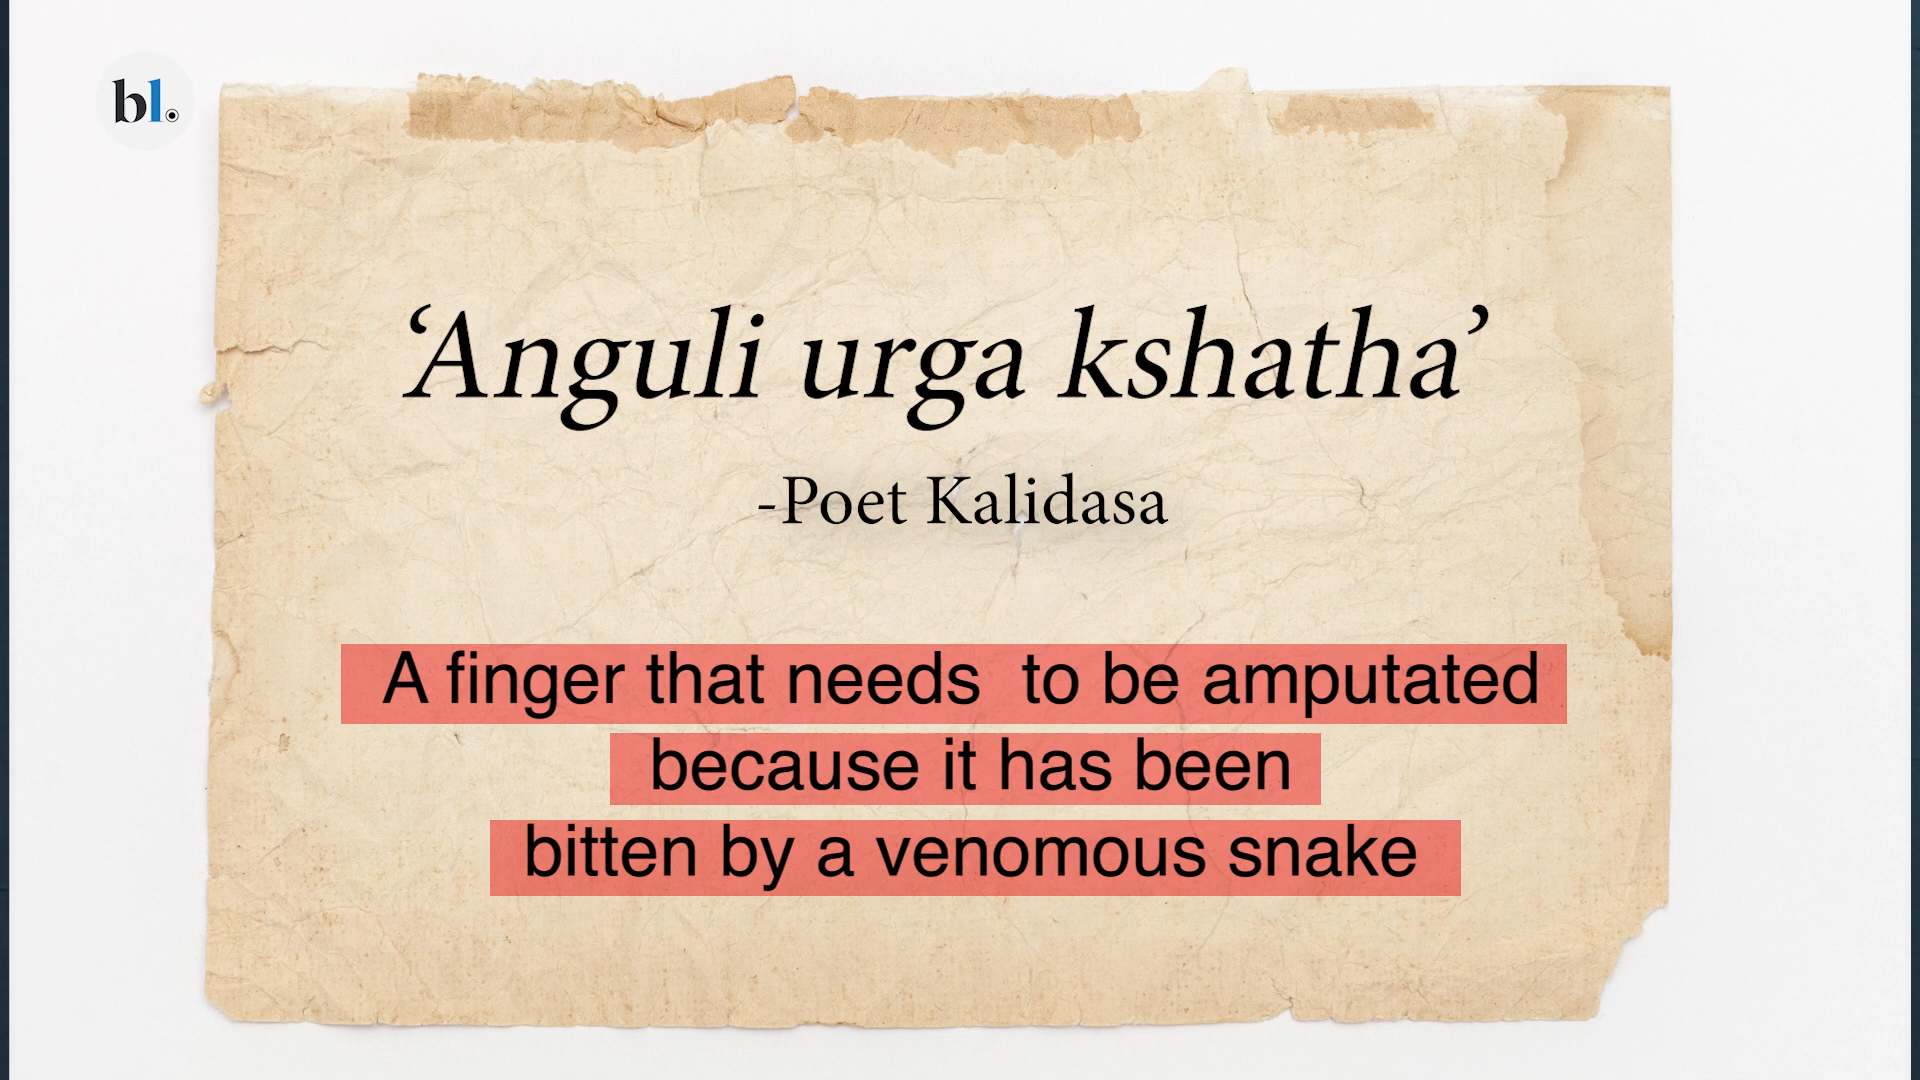 bl.
‘Anguli urga kshatha’
-Poet Kalidasa
A finger that needs  to be amputated
because it has been
bitten by a venomous snake